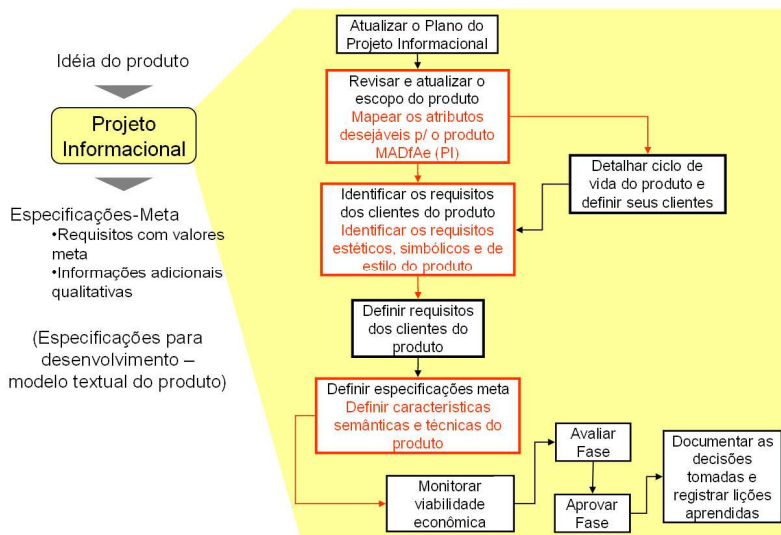 Idéia do produto
Projeto
Informacional
Especificações-Meta
•Requisitos com valores
meta
•Informações adicionais
qualitativas
(Especificações para
desenvolvimento –
modelo textual do produto)
Atualizar o Plano do
Projeto Informacional
Revisar e atualizar o
escopo do produto
Mapear os atributos
desejáveis p/ o produto
MADfAe (PI)
Detalhar ciclo de
vida do produto e
definir seus clientes
Identificar os requisitos
dos clientes do produto
Identificar os requisitos
estéticos, simbólicos e de
estilo do produto
Definir requisitos
dos clientes do
produto
Definir especificações meta
Definir características
semânticas e técnicas do
produto
Monitorar
viabilidade
econômica
Avaliar
Fase
Aprovar
Fase
Documentar as
decisões
tomadas e
registrar lições
aprendidas